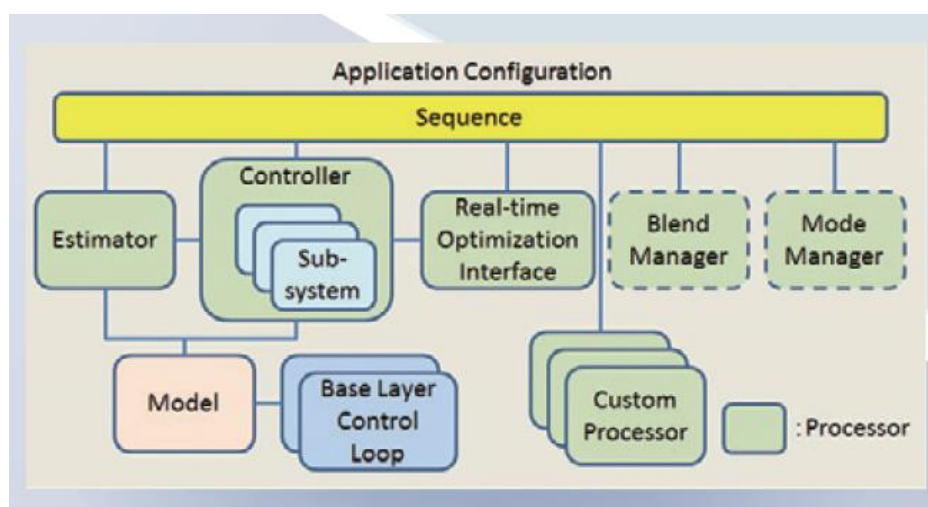 Application Configuration
Sequence
Controller
Estimator
Sub-
system
Real-time
Optimization
Interface
Blend
Manager
Mode
Manager
Model
Base Layer
Control
Loop
Custom
Processor
: Processor